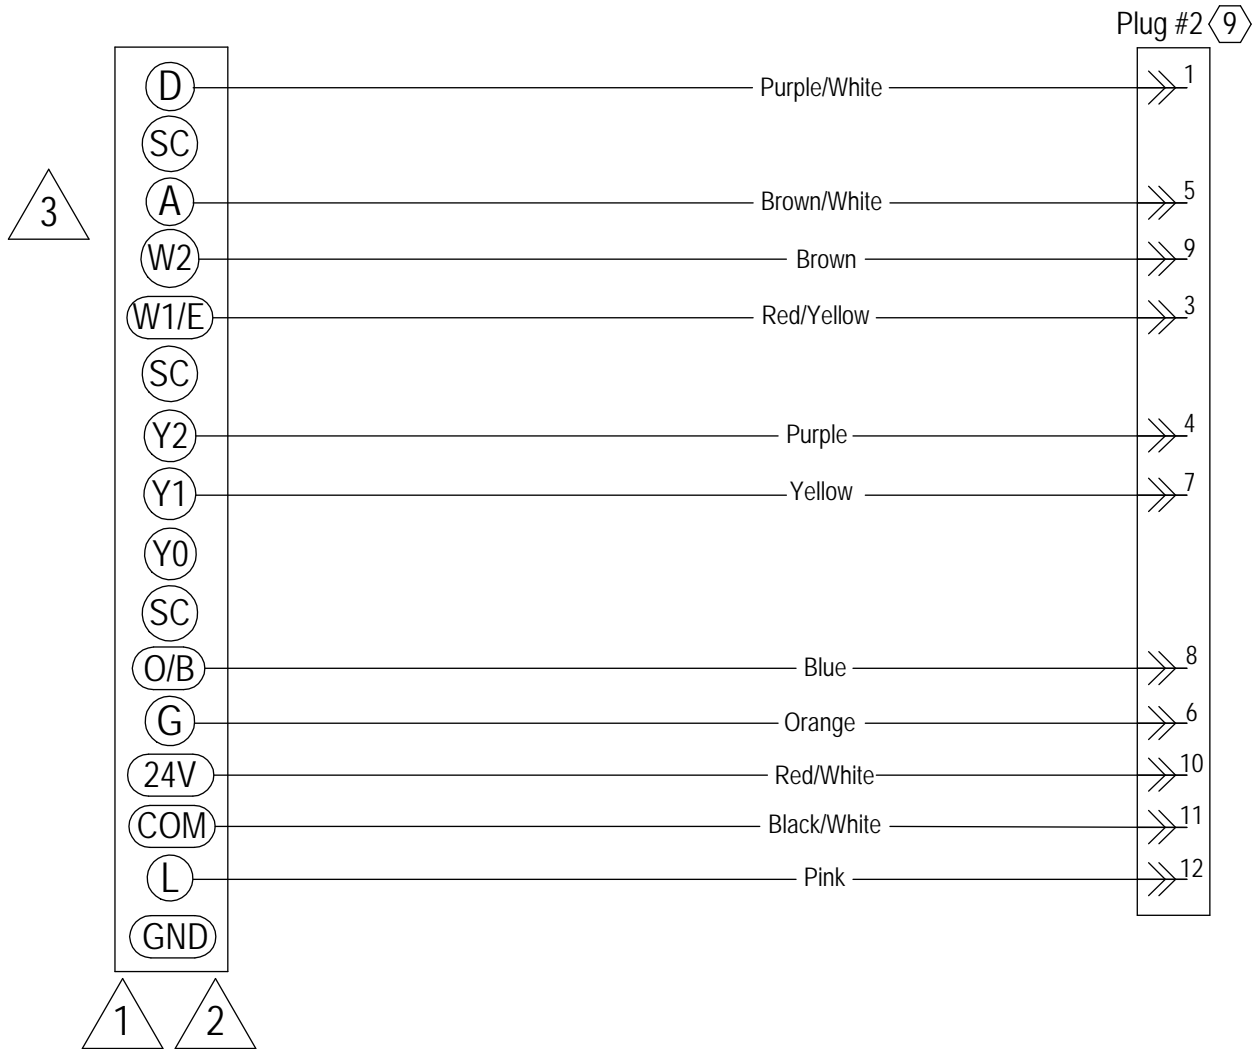 Plug #2 9
D Purple/White 1
SC
3
A Brown/White 5
W2 Brown 9
W1/E Red/Yellow 3
SC
Y2 Purple 4
Y1 Yellow 7
Y0
SC
O/B Blue 8
G Orange 6
24V Red/White 10
COM Black/White 11
L Pink 12
GND
1 2